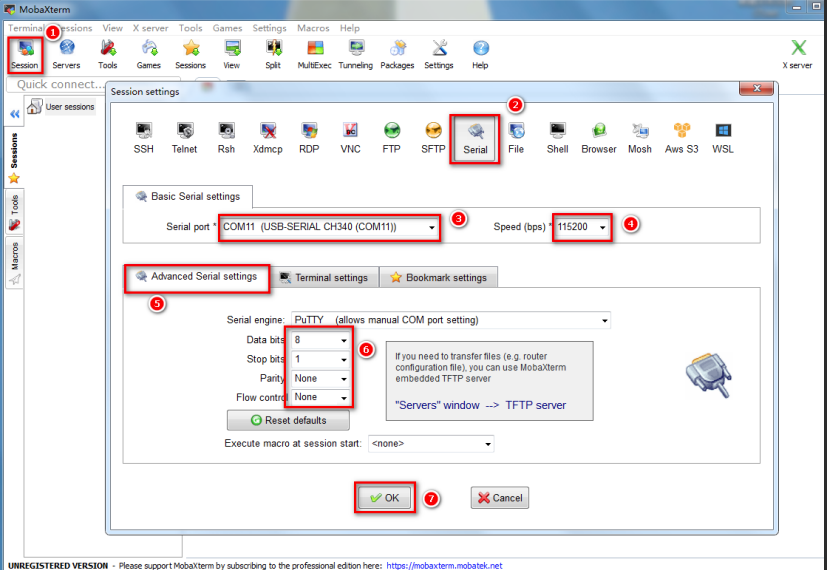 MobaXterm
Terminal Sessions View X server Tools Games Settings Macros Help
1
Session Servers Tools Games Sessions View Split MultiExec Tunneling Packages Settings Help X server
Quick connect...
User sessions
Sessions
Tools
Macros
Session settings
2
SSH Telnet Rsh Xdmcp RDP VNC FTP SFTP Serial File Shell Browser Mosh Aws S3 WSL
Basic Serial settings
Serial port * COM11 (USB-SERIAL CH340 (COM11)) 3 Speed (bps) * 115200 4
Advanced Serial settings Terminal settings Bookmark settings
5
Serial engine: PuTTY (allows manual COM port setting)
Data bits 8
6
Stop bits 1
Parity None
Flow control None
If you need to transfer files (e.g. router
configuration file), you can use MobaXterm
embedded TFTP server
"Servers" window --> TFTP server
Reset defaults
Execute macro at session start: <none>
OK 7 Cancel
UNREGISTERED VERSION - Please support MobaXterm by subscribing to the professional edition here: https://mobaxterm.mobatek.net